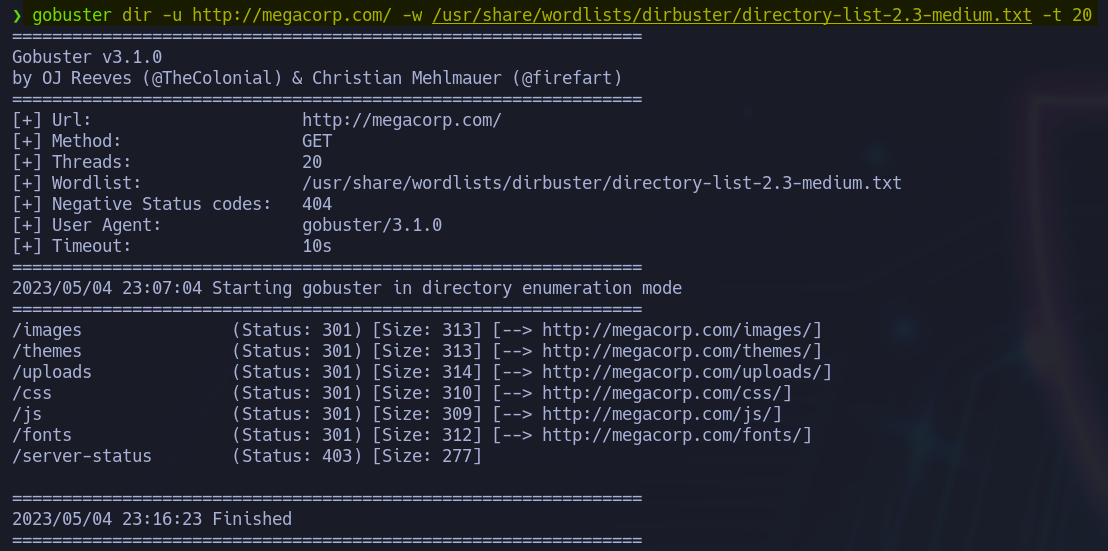 ❯ gobuster dir -u http://megacorp.com/ -w /usr/share/wordlists/dirbuster/directory-list-2.3-medium.txt -t 20
===============================================================
Gobuster v3.1.0
by OJ Reeves (@TheColonial) & Christian Mehlmauer (@firefart)
===============================================================
[+] Url:                     http://megacorp.com/
[+] Method:                  GET
[+] Threads:                 20
[+] Wordlist:                /usr/share/wordlists/dirbuster/directory-list-2.3-medium.txt
[+] Negative Status codes:   404
[+] User Agent:              gobuster/3.1.0
[+] Timeout:                 10s
===============================================================
2023/05/04 23:07:04 Starting gobuster in directory enumeration mode
===============================================================
/images               (Status: 301) [Size: 313] [--> http://megacorp.com/images/]
/themes               (Status: 301) [Size: 313] [--> http://megacorp.com/themes/]
/uploads              (Status: 301) [Size: 314] [--> http://megacorp.com/uploads/]
/css                  (Status: 301) [Size: 310] [--> http://megacorp.com/css/]
/js                   (Status: 301) [Size: 309] [--> http://megacorp.com/js/]
/fonts                (Status: 301) [Size: 312] [--> http://megacorp.com/fonts/]
/server-status        (Status: 403) [Size: 277]
===============================================================
2023/05/04 23:16:23 Finished
===============================================================